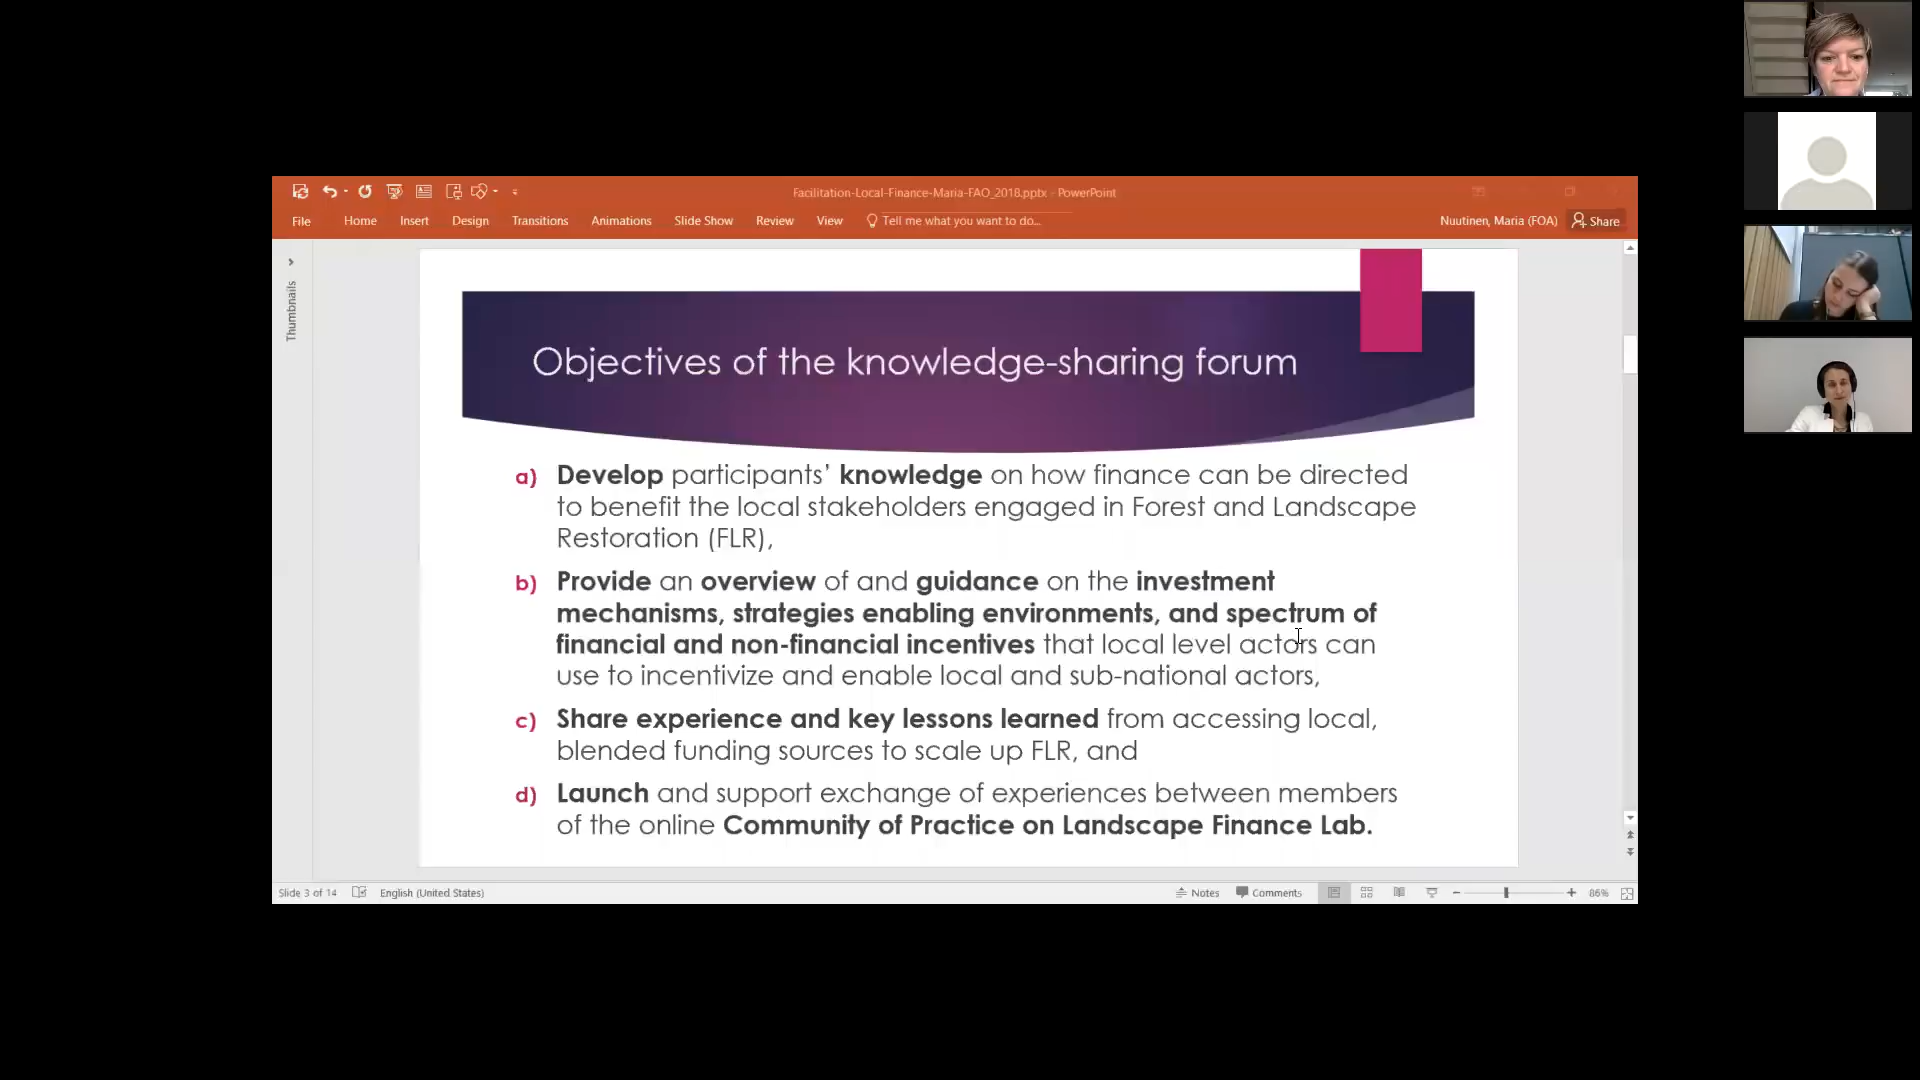 Facilitation-Local-Finance-Maria-FAO_2018.pptx - PowerPoint
File Home Insert Design Transitions Animations Slide Show Review View Tell me what you want to do... Nuutinen, Maria (FOA) Share
Thumbnails
Objectives of the knowledge-sharing forum
a) Develop participants’ knowledge on how finance can be directed
to benefit the local stakeholders engaged in Forest and Landscape
Restoration (FLR),
b) Provide an overview of and guidance on the investment
mechanisms, strategies enabling environments, and spectrum of
financial and non-financial incentives that local level actors can
use to incentivize and enable local and sub-national actors,
c) Share experience and key lessons learned from accessing local,
blended funding sources to scale up FLR, and
d) Launch and support exchange of experiences between members
of the online Community of Practice on Landscape Finance Lab.
Slide 3 of 14 English (United States) Notes Comments 86%